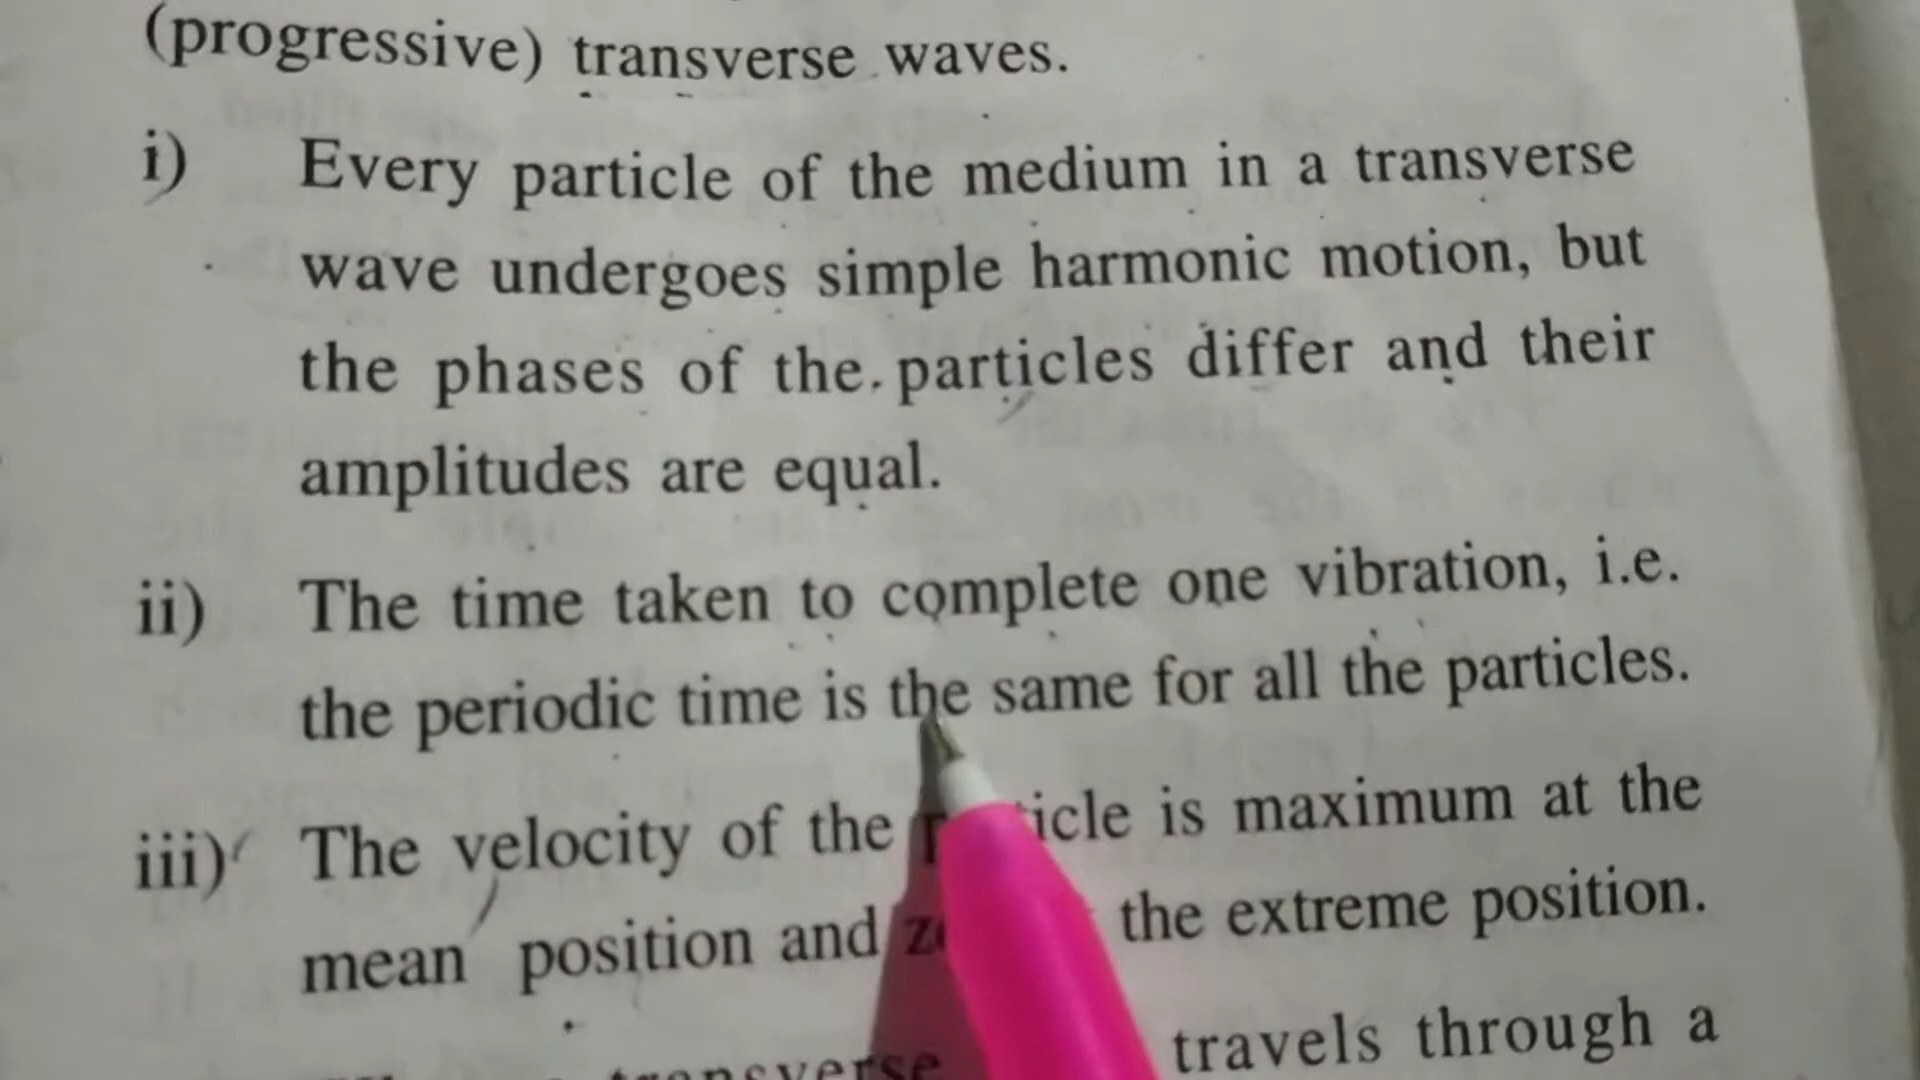 (progressive) transverse waves.
i) Every particle of the medium in a transverse
wave undergoes simple harmonic motion, but
the phases of the particles differ and their
amplitudes are equal.
ii) The time taken to complete one vibration, i.e.
the periodic time is the same for all the particles.
iii) The velocity of the is maximum at the
mean position and the extreme position.
transverse travels through a